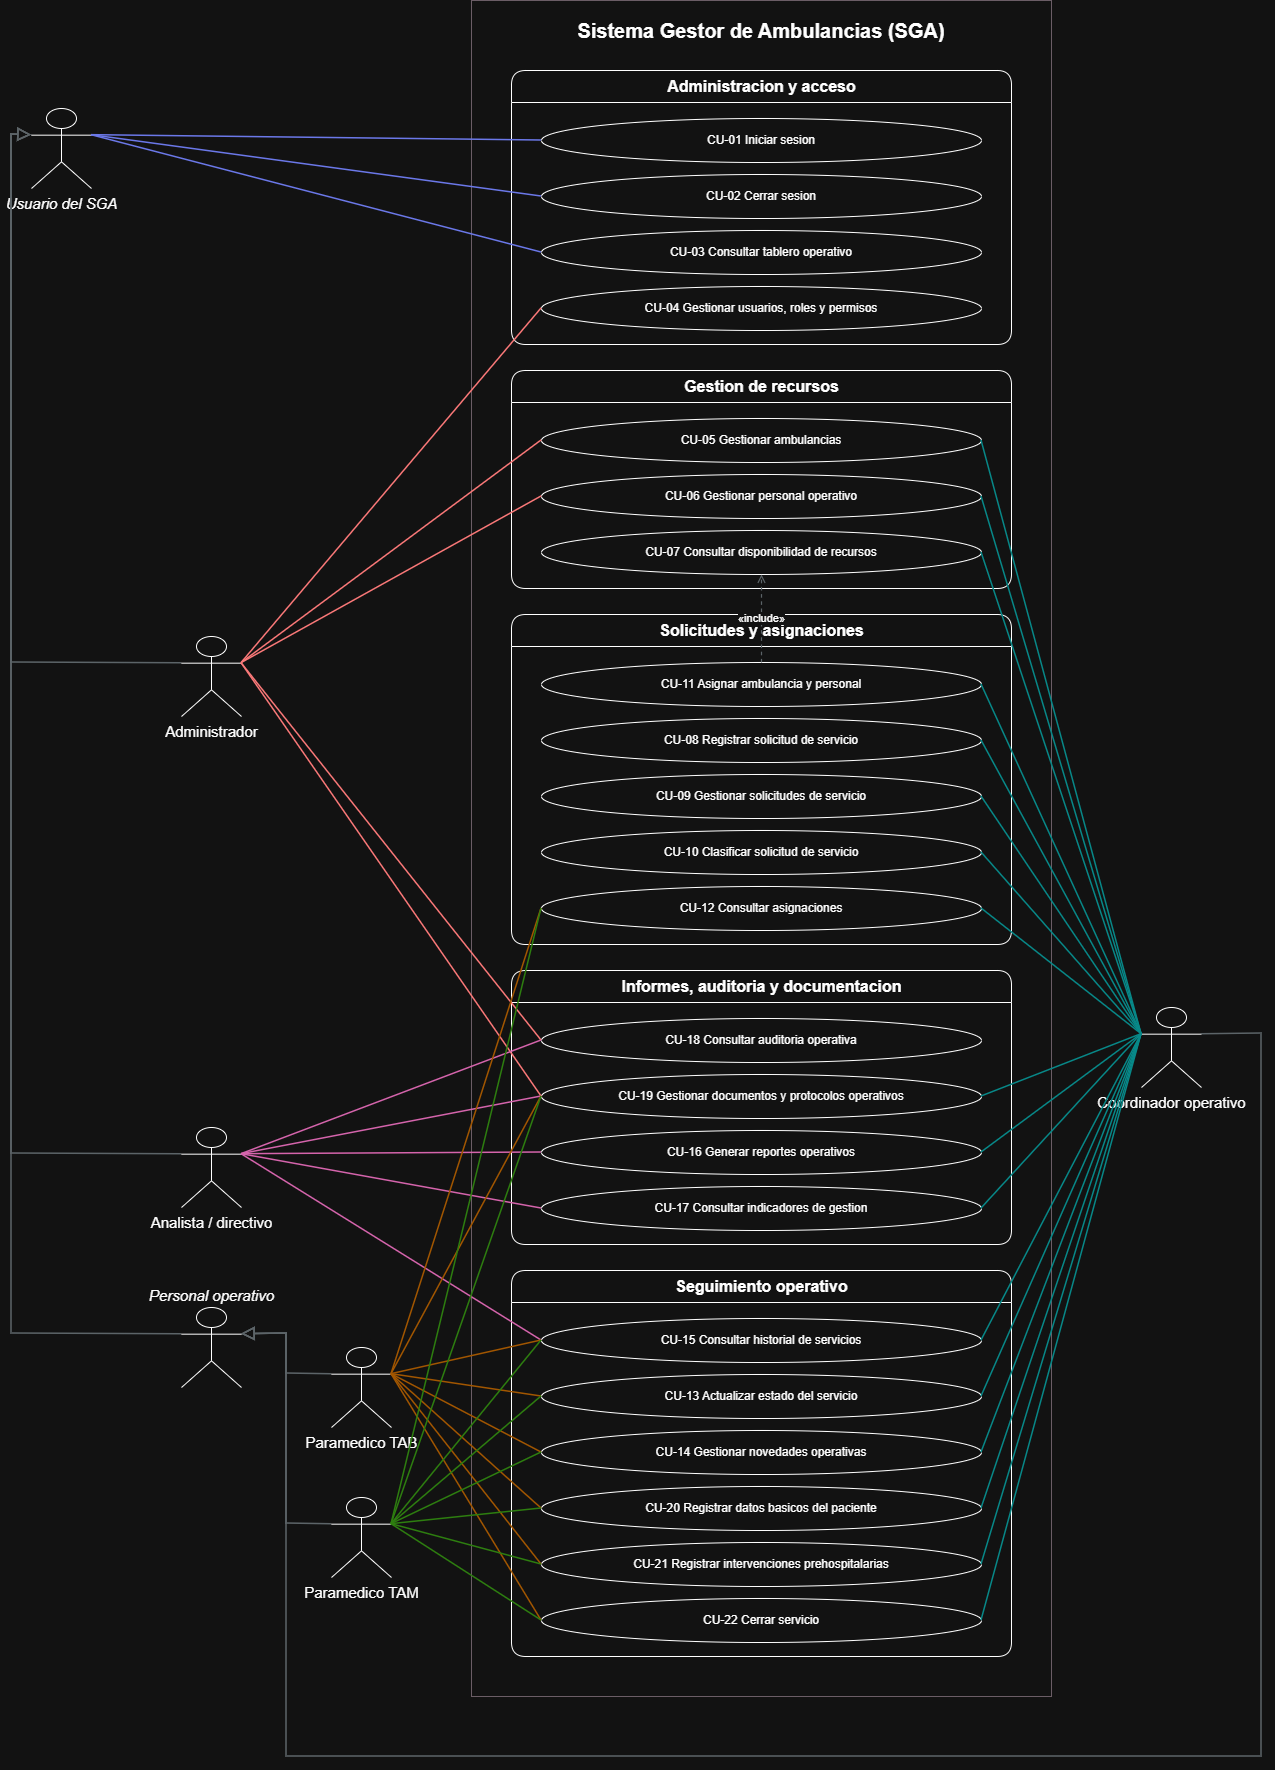 Sistema Gestor de Ambulancias (SGA)
Administracion y acceso
CU-01 Iniciar sesion
CU-02 Cerrar sesion
CU-03 Consultar tablero operativo
CU-04 Gestionar usuarios, roles y permisos
Usuario del SGA
Gestion de recursos
CU-05 Gestionar ambulancias
CU-06 Gestionar personal operativo
CU-07 Consultar disponibilidad de recursos
«include»
Solicitudes y asignaciones
CU-11 Asignar ambulancia y personal
CU-08 Registrar solicitud de servicio
CU-09 Gestionar solicitudes de servicio
CU-10 Clasificar solicitud de servicio
CU-12 Consultar asignaciones
Administrador
Informes, auditoria y documentacion
CU-18 Consultar auditoria operativa
CU-19 Gestionar documentos y protocolos operativos
CU-16 Generar reportes operativos
CU-17 Consultar indicadores de gestion
Coordinador operativo
Analista / directivo
Personal operativo
Seguimiento operativo
CU-15 Consultar historial de servicios
CU-13 Actualizar estado del servicio
CU-14 Gestionar novedades operativas
CU-20 Registrar datos basicos del paciente
CU-21 Registrar intervenciones prehospitalarias
CU-22 Cerrar servicio
Paramedico TAB
Paramedico TAM